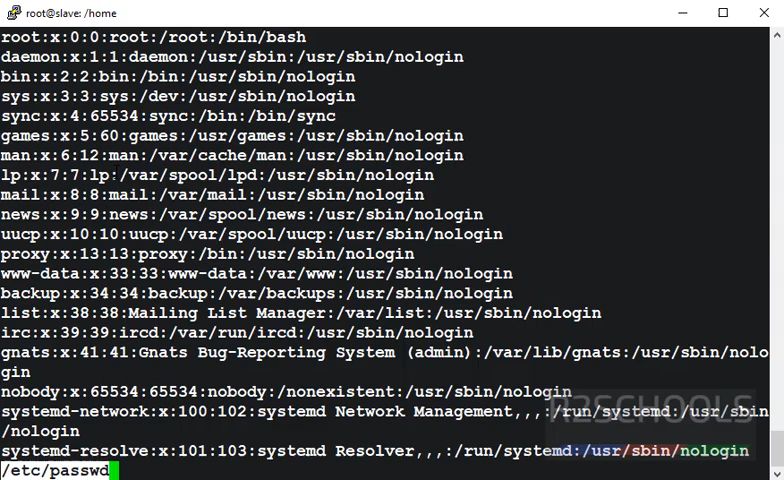 root@slave: /home
root:x:0:0:root:/root:/bin/bash
daemon:x:1:1:daemon:/usr/sbin:/usr/sbin/nologin
bin:x:2:2:bin:/bin:/usr/sbin/nologin
sys:x:3:3:sys:/dev:/usr/sbin/nologin
sync:x:4:65534:sync:/bin:/bin/sync
games:x:5:60:games:/usr/games:/usr/sbin/nologin
man:x:6:12:man:/var/cache/man:/usr/sbin/nologin
lp:x:7:7:lp:/var/spool/lpd:/usr/sbin/nologin
mail:x:8:8:mail:/var/mail:/usr/sbin/nologin
news:x:9:9:news:/var/spool/news:/usr/sbin/nologin
uucp:x:10:10:uucp:/var/spool/uucp:/usr/sbin/nologin
proxy:x:13:13:proxy:/bin:/usr/sbin/nologin
www-data:x:33:33:www-data:/var/www:/usr/sbin/nologin
backup:x:34:34:backup:/var/backups:/usr/sbin/nologin
list:x:38:38:Mailing List Manager:/var/list:/usr/sbin/nologin
irc:x:39:39:ircd:/var/run/ircd:/usr/sbin/nologin
gnats:x:41:41:Gnats Bug-Reporting System (admin):/var/lib/gnats:/usr/sbin/nolo
gin
nobody:x:65534:65534:nobody:/nonexistent:/usr/sbin/nologin
R2SCHOOLS
systemd-network:x:100:102:systemd Network Management,,,:/run/systemd:/usr/sbin
/nologin
systemd-resolve:x:101:103:systemd Resolver,,,:/run/systemd:/usr/sbin/nologin
/etc/passwd